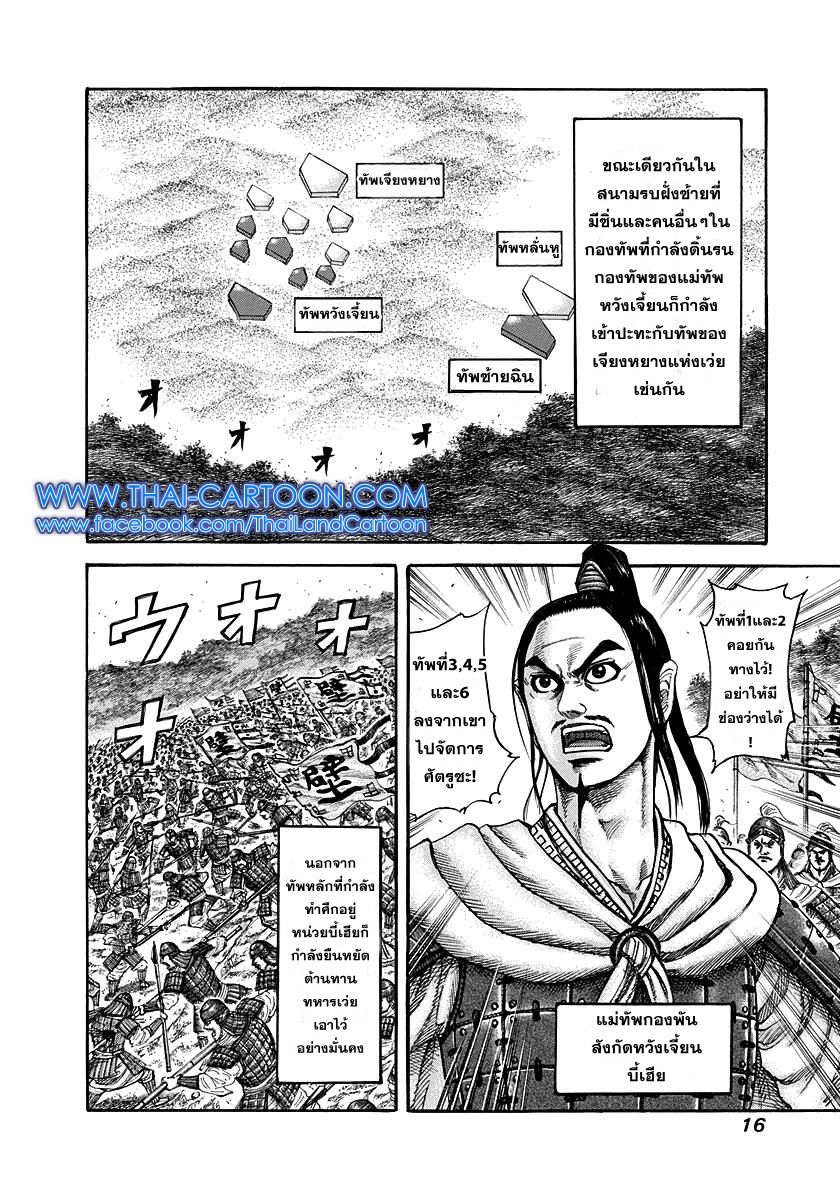 ขณะเดียวกันใน
สนามรบฝั่งซ้ายที่
มีซิ่นและคนอื่นๆใน
กองทัพที่กำลังดิ้นรน
กองทัพของแม่ทัพ
หวังเจี้ยนก็กำลัง
เข้าปะทะกับทัพของ
เจียงหยางแห่งเว่ย
เช่นกัน
ทัพเจียงหยาง
ทัพหลั่นทู
ทัพหวังเจี้ยน
ทัพซ้ายฉิน
オ
オ
オ
オ
WWW.THAI-CARTOON.COM
www.facebook.com/ThaiLandCartoon
ทัพที่1และ2
คอยกัน
ทางไว้!
อย่าให้มี
ช่องว่างได้
!
ทัพที่3,4,5
และ6
ลงจากเขา
ไปจัดการ
ศัตรูซะ!
แม่ทัพกองพัน
สังกัดหวังเจี้ยน
บี้เฮีย
ウォォォ
壁
壁
壁
นอกจาก
ทัพหลักที่กำลัง
ทำศึกอยู่
หน่วยบี้เฮียก็
กำลังยืนหยัด
ต้านทาน
ทหารเว่ย
เอาไว้
อย่างมั่นคง
16